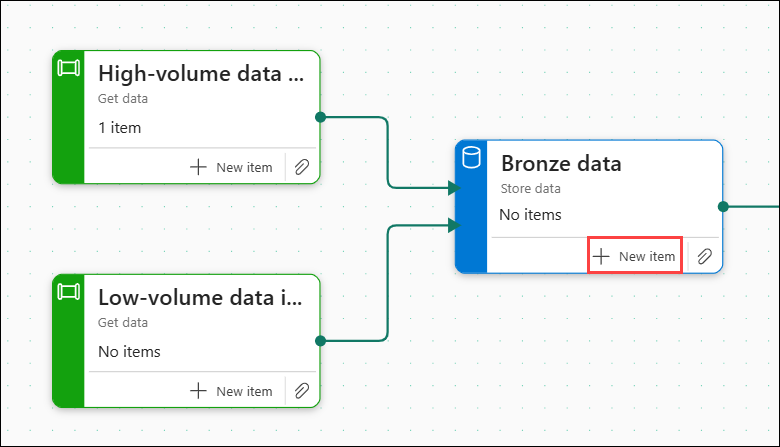 High-volume data ...
Get data
1 item
New item
Low-volume data i...
Get data
No items
New item
Bronze data
Store data
No items
New item